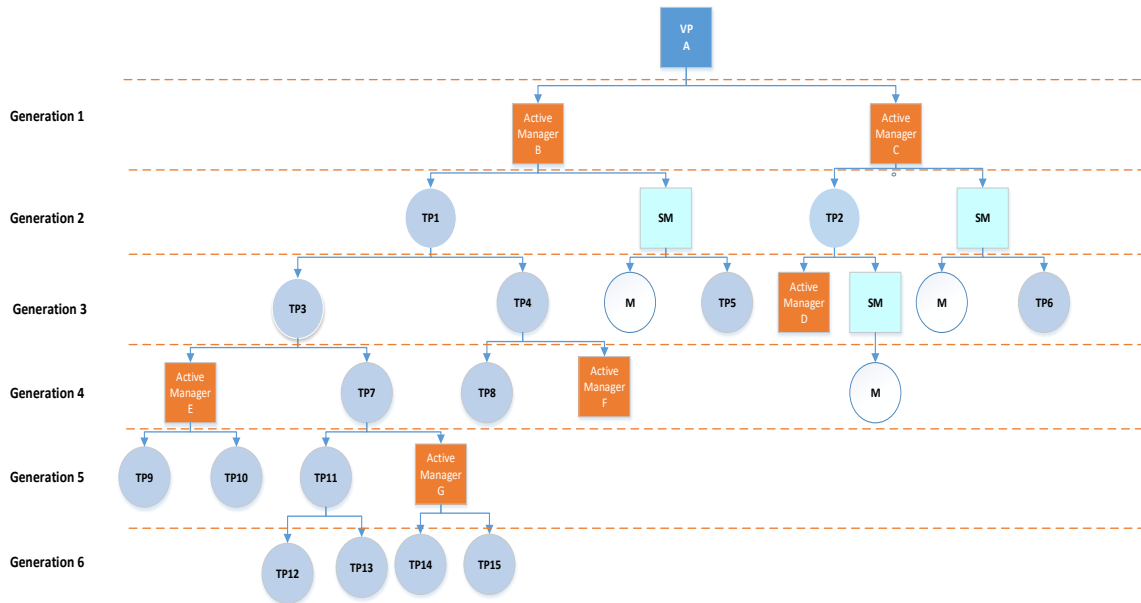 VP
A
Generation 1
Active
Manager
B
Active
Manager
C
Generation 2
TP1
SM
TP2
SM
Generation 3
TP3
TP4
M
TP5
Active
Manager
D
SM
M
TP6
Generation 4
Active
Manager
E
TP7
TP8
Active
Manager
F
M
Generation 5
TP9
TP10
TP11
Active
Manager
G
Generation 6
TP12
TP13
TP14
TP15